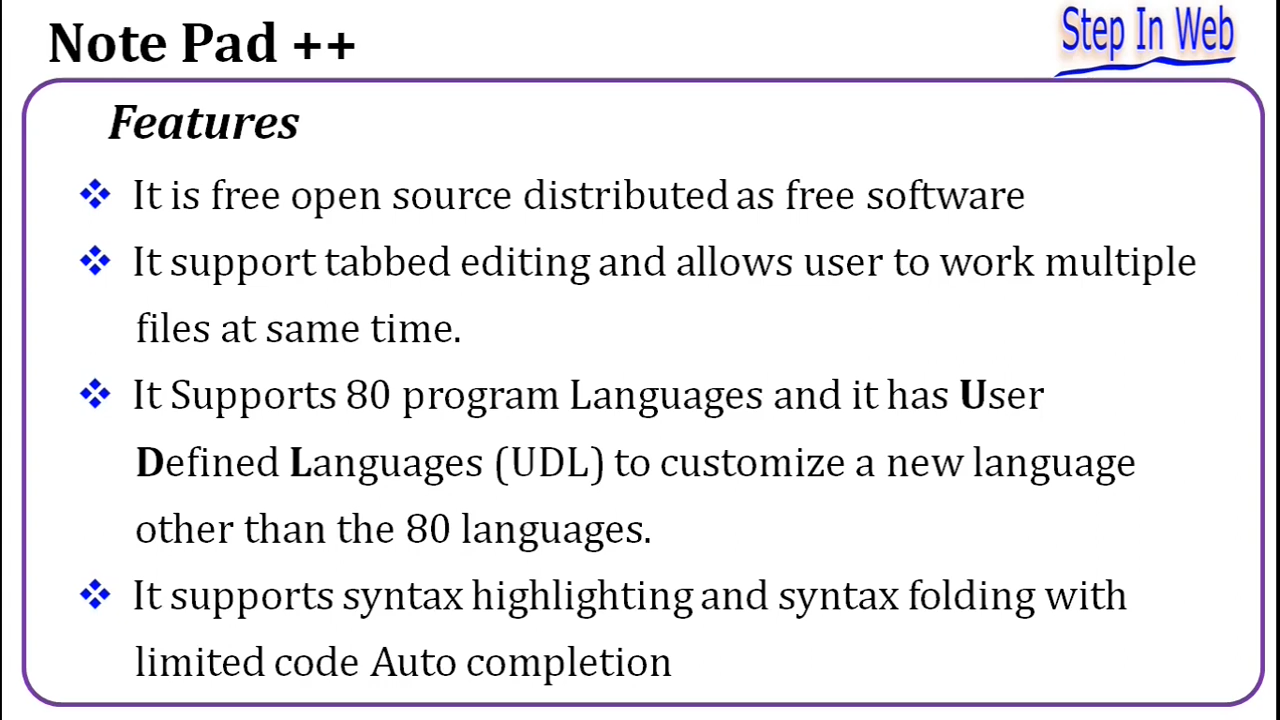 Note Pad ++
Step In Web
Features
It is free open source distributed as free software
It support tabbed editing and allows user to work multiple
files at same time.
It Supports 80 program Languages and it has User
Defined Languages (UDL) to customize a new language
other than the 80 languages.
It supports syntax highlighting and syntax folding with
limited code Auto completion